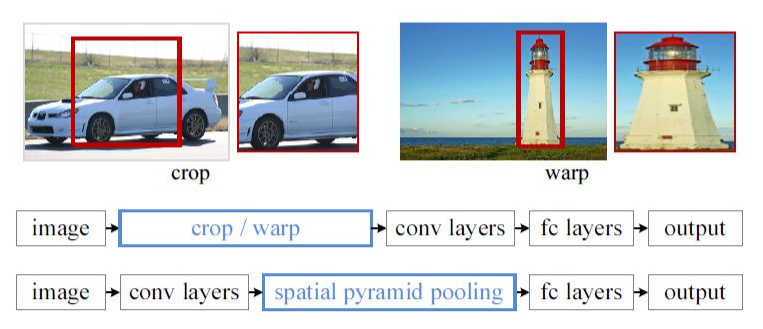 crop
warp
image crop / warp conv layers fc layers output
image conv layers spatial pyramid pooling fc layers output